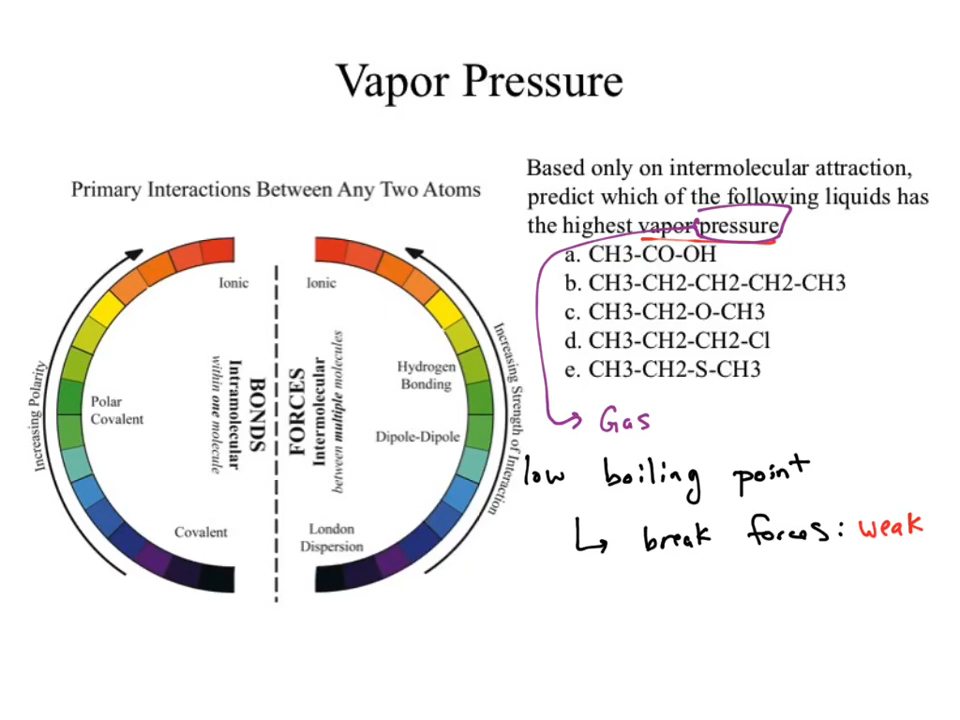 Vapor Pressure
Primary Interactions Between Any Two Atoms
Increasing Polarity
Ionic
Polar
Covalent
Covalent
BONDS
Intramolecular
within one molecule
FORCES
Intermolecular
between multiple molecules
Ionic
Hydrogen
Bonding
Dipole-Dipole
London
Dispersion
Increasing Strength of Interaction
Based only on intermolecular attraction,
predict which of the following liquids has
the highest vapor pressure
a. CH3-CO-OH
b. CH3-CH2-CH2-CH2-CH3
c. CH3-CH2-O-CH3
d. CH3-CH2-CH2-Cl
e. CH3-CH2-S-CH3
Gas
low boiling point
break forces: weak